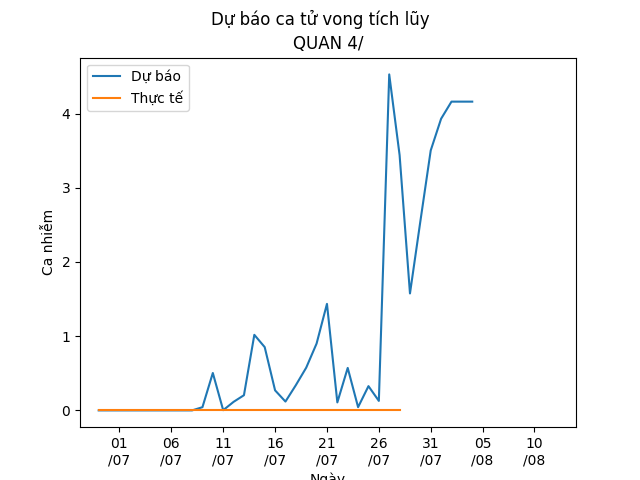 Dự báo ca tử vong tích lũy
QUAN 4/
Dự báo
Thực tế
Ca nhiễm
4
3
2
1
0
01 06 11 16 21 26 31 05 10
/07 /07 /07 /07 /07 /07 /07 /08 /08
Ngày